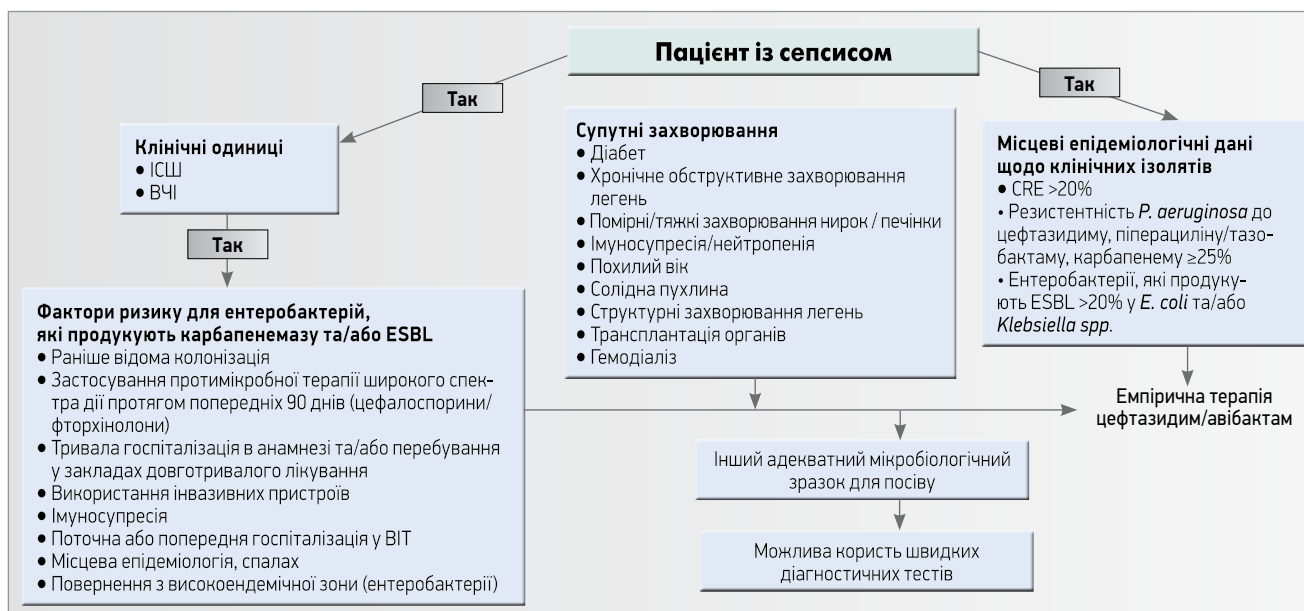 Пацієнт із сепсисом
Так
Так
Клінічні одиниці
● ІСШ
● ВЧІ
Так
Фактори ризику для ентеробактерій,
які продукують карбапенемазу та/або ESBL
● Раніше відома колонізація
● Застосування протимікробної терапії широкого спек-
тра дії протягом попередніх 90 днів (цефалоспорини/
фторхінолони)
● Тривала госпіталізація в анамнезі та/або перебування
у закладах довготривалого лікування
● Використання інвазивних пристроїв
● Імуносупресія
● Поточна або попередня госпіталізація у ВІТ
● Місцева епідеміологія, спалах
● Повернення з високоендемічної зони (ентеробактерії)
Супутні захворювання
● Діабет
● Хронічне обструктивне захворювання
легень
● Помірні/тяжкі захворювання нирок / печінки
● Імуносупресія/нейтропенія
● Похилий вік
● Солідна пухлина
● Структурні захворювання легень
● Трансплантація органів
● Гемодіаліз
Місцеві епідеміологічні дані
щодо клінічних ізолятів
● CRE >20%
• Резистентність P. aeruginosa до
цефтазидиму, піперациліну/тазо-
бактаму, карбапенему ≥25%
• Ентеробактерії, які продуку-
ють ESBL >20% у E. coli та/або
Klebsiella spp.
Емпірична терапія
цефтазидим/авібактам
Інший адекватний мікробіологічний
зразок для посіву
Можлива користь швидких
діагностичних тестів